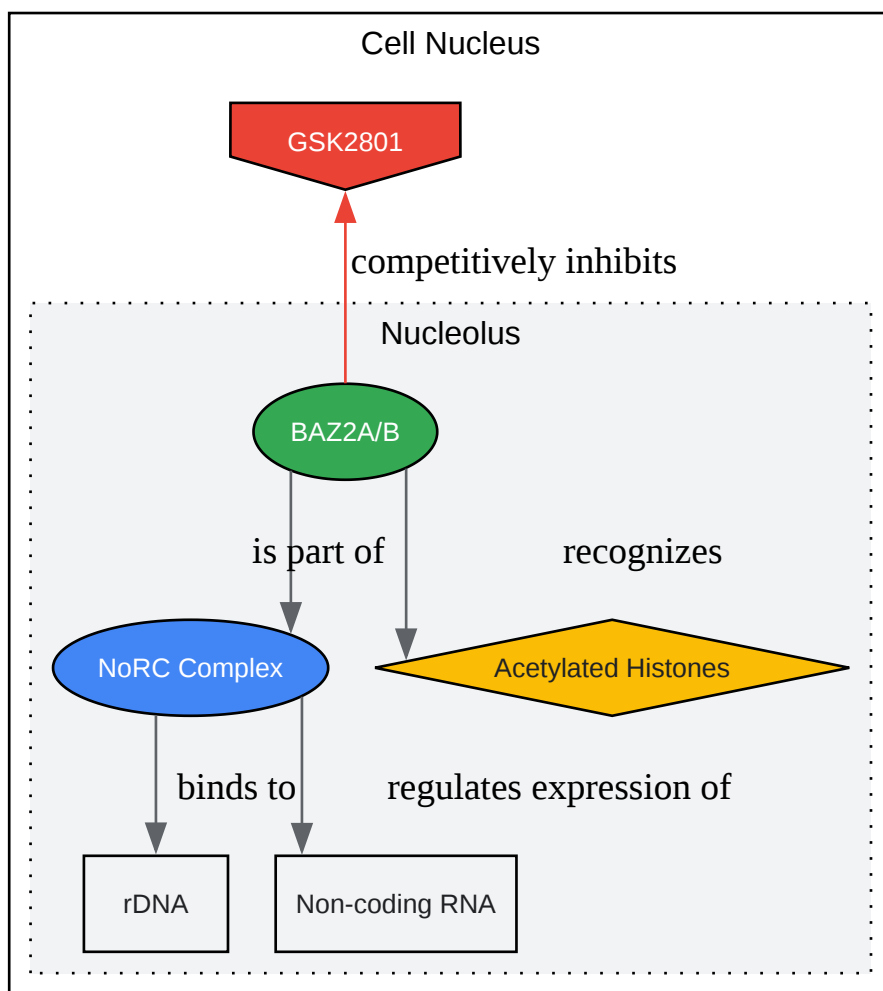 Cell Nucleus
GSK2801
competitively inhibits
Nucleolus
BAZ2A/B
is part of
recognizes
NoRC Complex
Acetylated Histones
binds to
regulates expression of
rDNA
Non-coding RNA